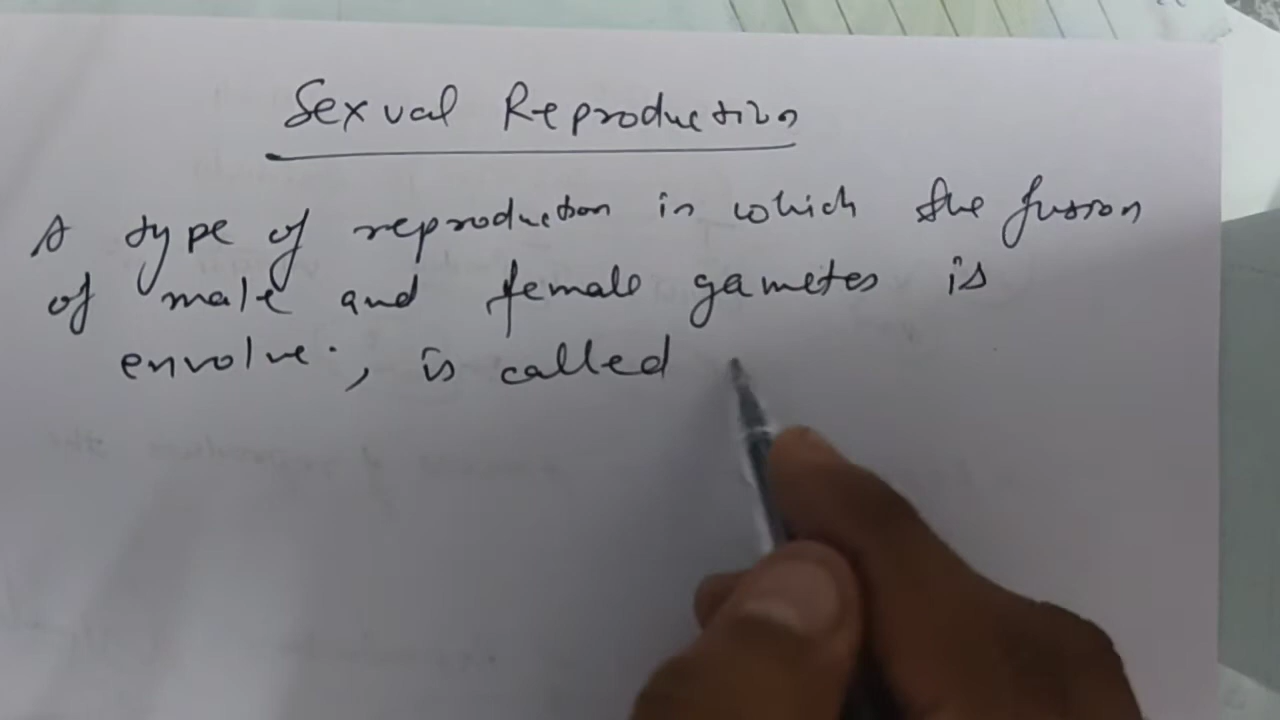 Sexual Reproduction
A type of reproduction in which the fusion
of male and female gametes is
envolve., is called